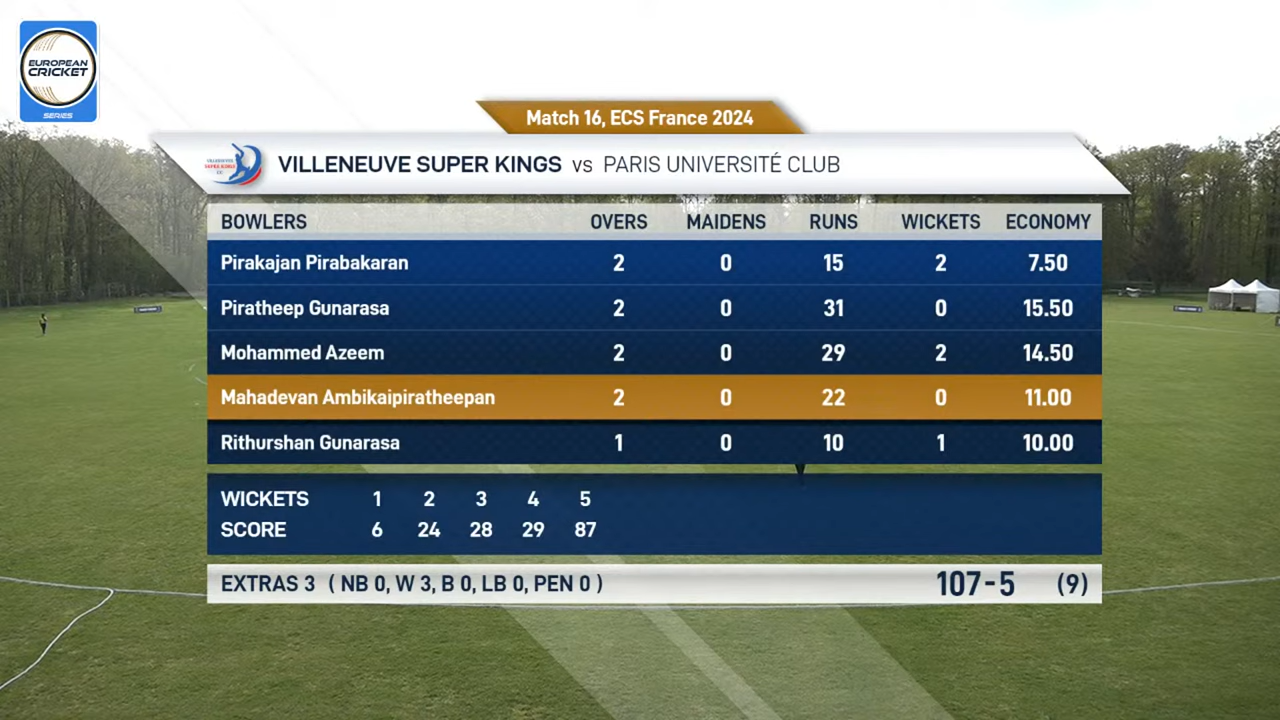 EUROPEAN
CRICKET
SERIES
Match 16, ECS France 2024
VILLENEUVE SUPER KINGS vs PARIS UNIVERSITÉ CLUB
BOWLERS OVERS MAIDENS RUNS WICKETS ECONOMY
Pirakajan Pirabakaran 2 0 15 2 7.50
Piratheep Gunarasa 2 0 31 0 15.50
Mohammed Azeem 2 0 29 2 14.50
Mahadevan Ambikaipiratheepan 2 0 22 0 11.00
Rithurshan Gunarasa 1 0 10 1 10.00
WICKETS 1 2 3 4 5
SCORE 6 24 28 29 87
EXTRAS 3 ( NB 0, W 3, B 0, LB 0, PEN 0 ) 107-5 (9)